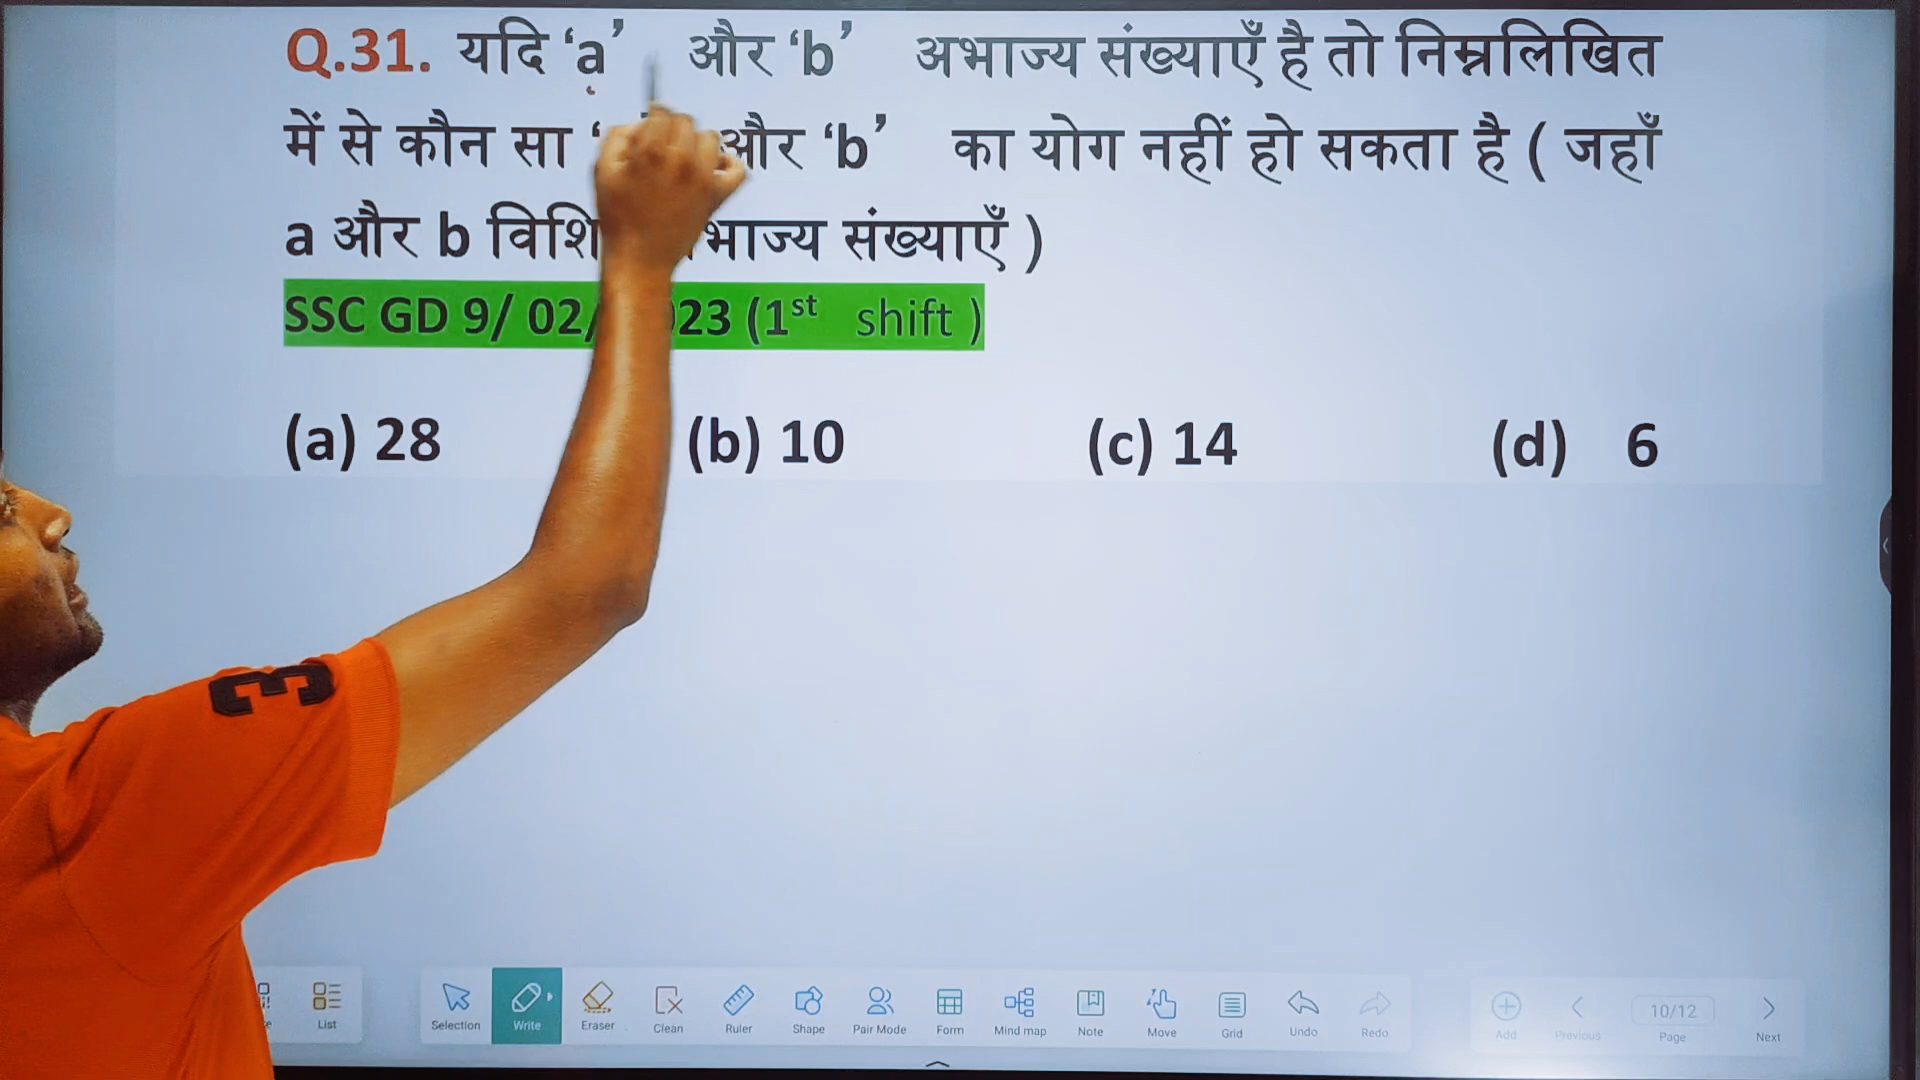 Q.31. यदि ‘a’ और ‘b’ अभाज्य संख्याएँ है तो निम्नलिखित
में से कौन सा ‘ और ‘b’ का योग नहीं हो सकता है ( जहाँ
a और b संख्याएँ )
SSC GD 9/ 02/ 23 (1st shift )
(a) 28 (b) 10 (c) 14 (d) 6
List Selection Write Eraser Clean Ruler Shape Pair Mode Form Mind map Note Move Grid Undo Redo Add Previous 10/12 Page Next